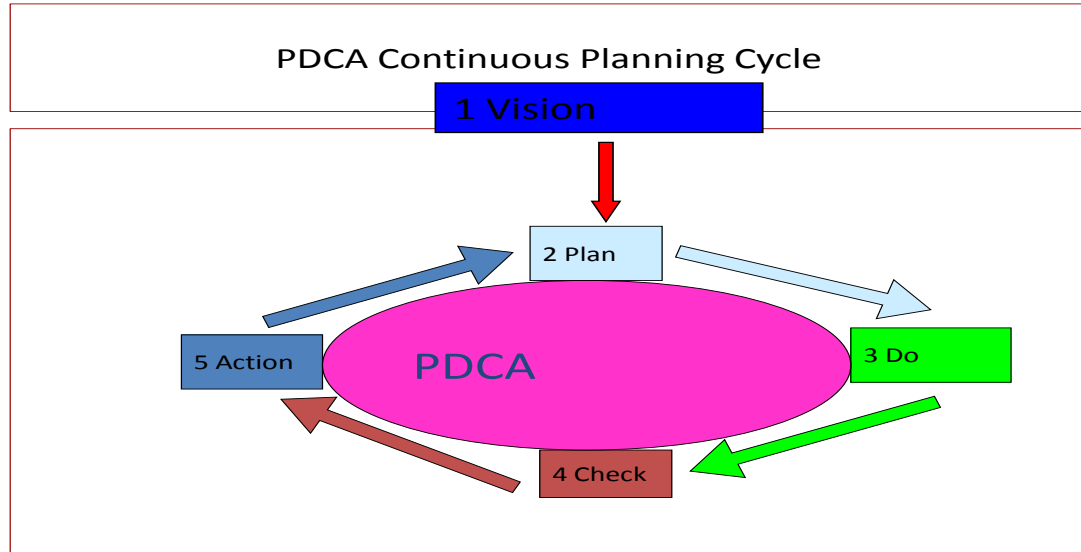 PDCA Continuous Planning Cycle
1 Vision
2 Plan
5 Action
PDCA
3 Do
4 Check